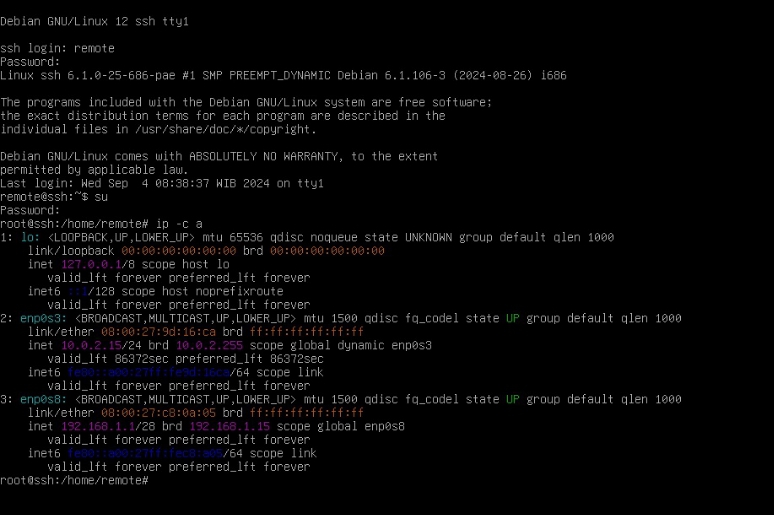 Debian GNU/Linux 12 ssh tty1
ssh login: remote
Password:
Linux ssh 6.1.0-25-686-pae #1 SMP PREEMPT_DYNAMIC Debian 6.1.106-3 (2024-08-26) i686
The programs included with the Debian GNU/Linux system are free software;
the exact distribution terms for each program are described in the
individual files in /usr/share/doc/*/copyright.
Debian GNU/Linux comes with ABSOLUTELY NO WARRANTY, to the extent
permitted by applicable law.
Last login: Wed Sep  4 08:38:37 WIB 2024 on tty1
remote@ssh:~$ su
Password:
root@ssh:/home/remote# ip -c a
1: lo: <LOOPBACK,UP,LOWER_UP> mtu 65536 qdisc noqueue state UNKNOWN group default qlen 1000
    link/loopback 00:00:00:00:00:00 brd 00:00:00:00:00:00
    inet 127.0.0.1/8 scope host lo
       valid_lft forever preferred_lft forever
    inet6 ::1/128 scope host noprefixroute
       valid_lft forever preferred_lft forever
2: enp0s3: <BROADCAST,MULTICAST,UP,LOWER_UP> mtu 1500 qdisc fq_codel state UP group default qlen 1000
    link/ether 08:00:27:9d:16:ca brd ff:ff:ff:ff:ff:ff
    inet 10.0.2.15/24 brd 10.0.2.255 scope global dynamic enp0s3
       valid_lft 86372sec preferred_lft 86372sec
    inet6 fe80::a00:27ff:fe9d:16ca/64 scope link
       valid_lft forever preferred_lft forever
3: enp0s8: <BROADCAST,MULTICAST,UP,LOWER_UP> mtu 1500 qdisc fq_codel state UP group default qlen 1000
    link/ether 08:00:27:c8:0a:05 brd ff:ff:ff:ff:ff:ff
    inet 192.168.1.1/28 brd 192.168.1.15 scope global enp0s8
       valid_lft forever preferred_lft forever
    inet6 fe80::a00:27ff:fec8:a05/64 scope link
       valid_lft forever preferred_lft forever
root@ssh:/home/remote#